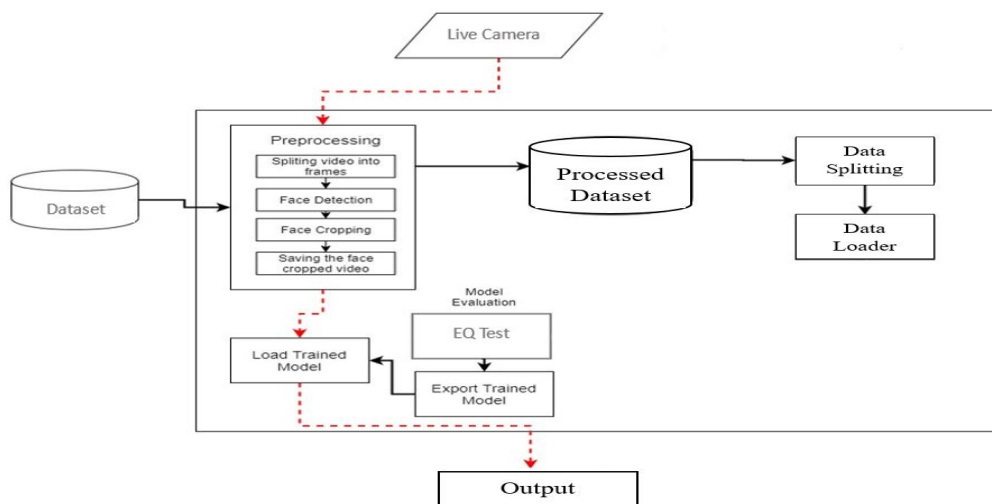 Live Camera
Preprocessing
Spliting video into
frames
Face Detection
Face Cropping
Saving the face
cropped video
Dataset
Processed
Dataset
Data
Splitting
Data
Loader
Model
Evaluation
EQ Test
Load Trained
Model
Export Trained
Model
Output